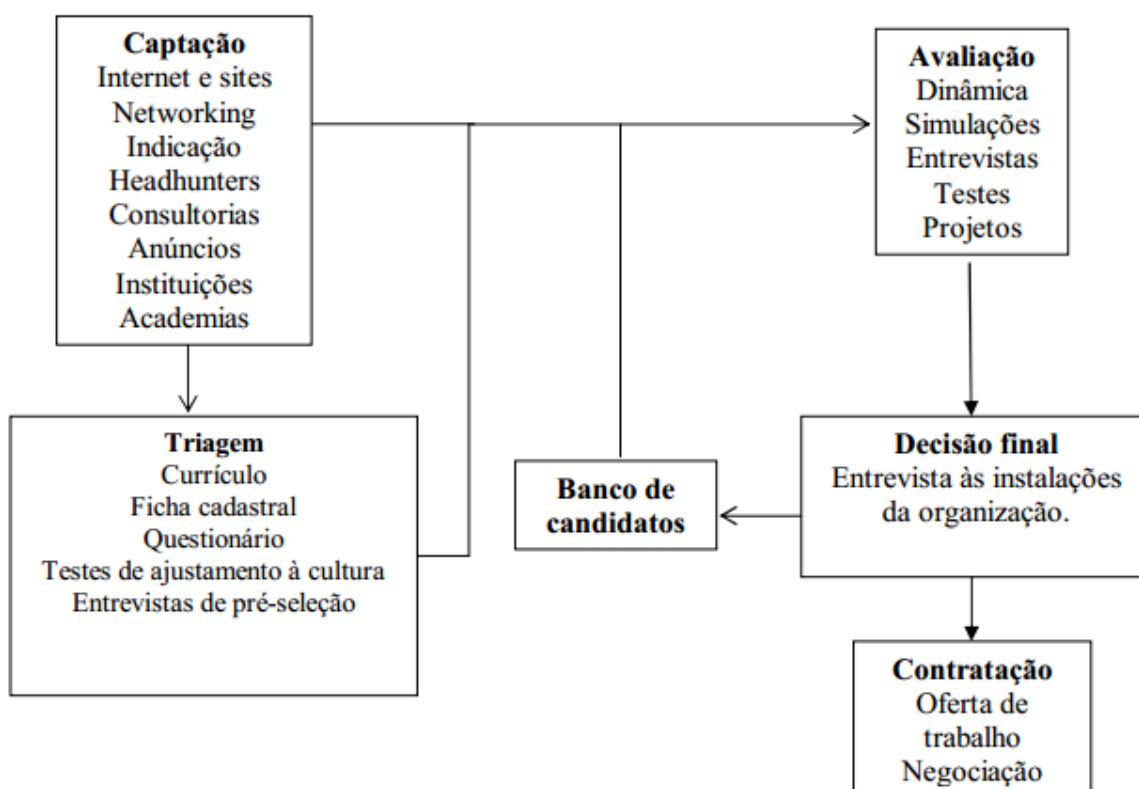 Captação
Internet e sites
Networking
Indicação
Headhunters
Consultorias
Anúncios
Instituições
Academias
Avaliação
Dinâmica
Simulações
Entrevistas
Testes
Projetos
Triagem
Currículo
Ficha cadastral
Questionário
Testes de ajustamento à cultura
Entrevistas de pré-seleção
Banco de
candidatos
Decisão final
Entrevista às instalações
da organização.
Contratação
Oferta de
trabalho
Negociação